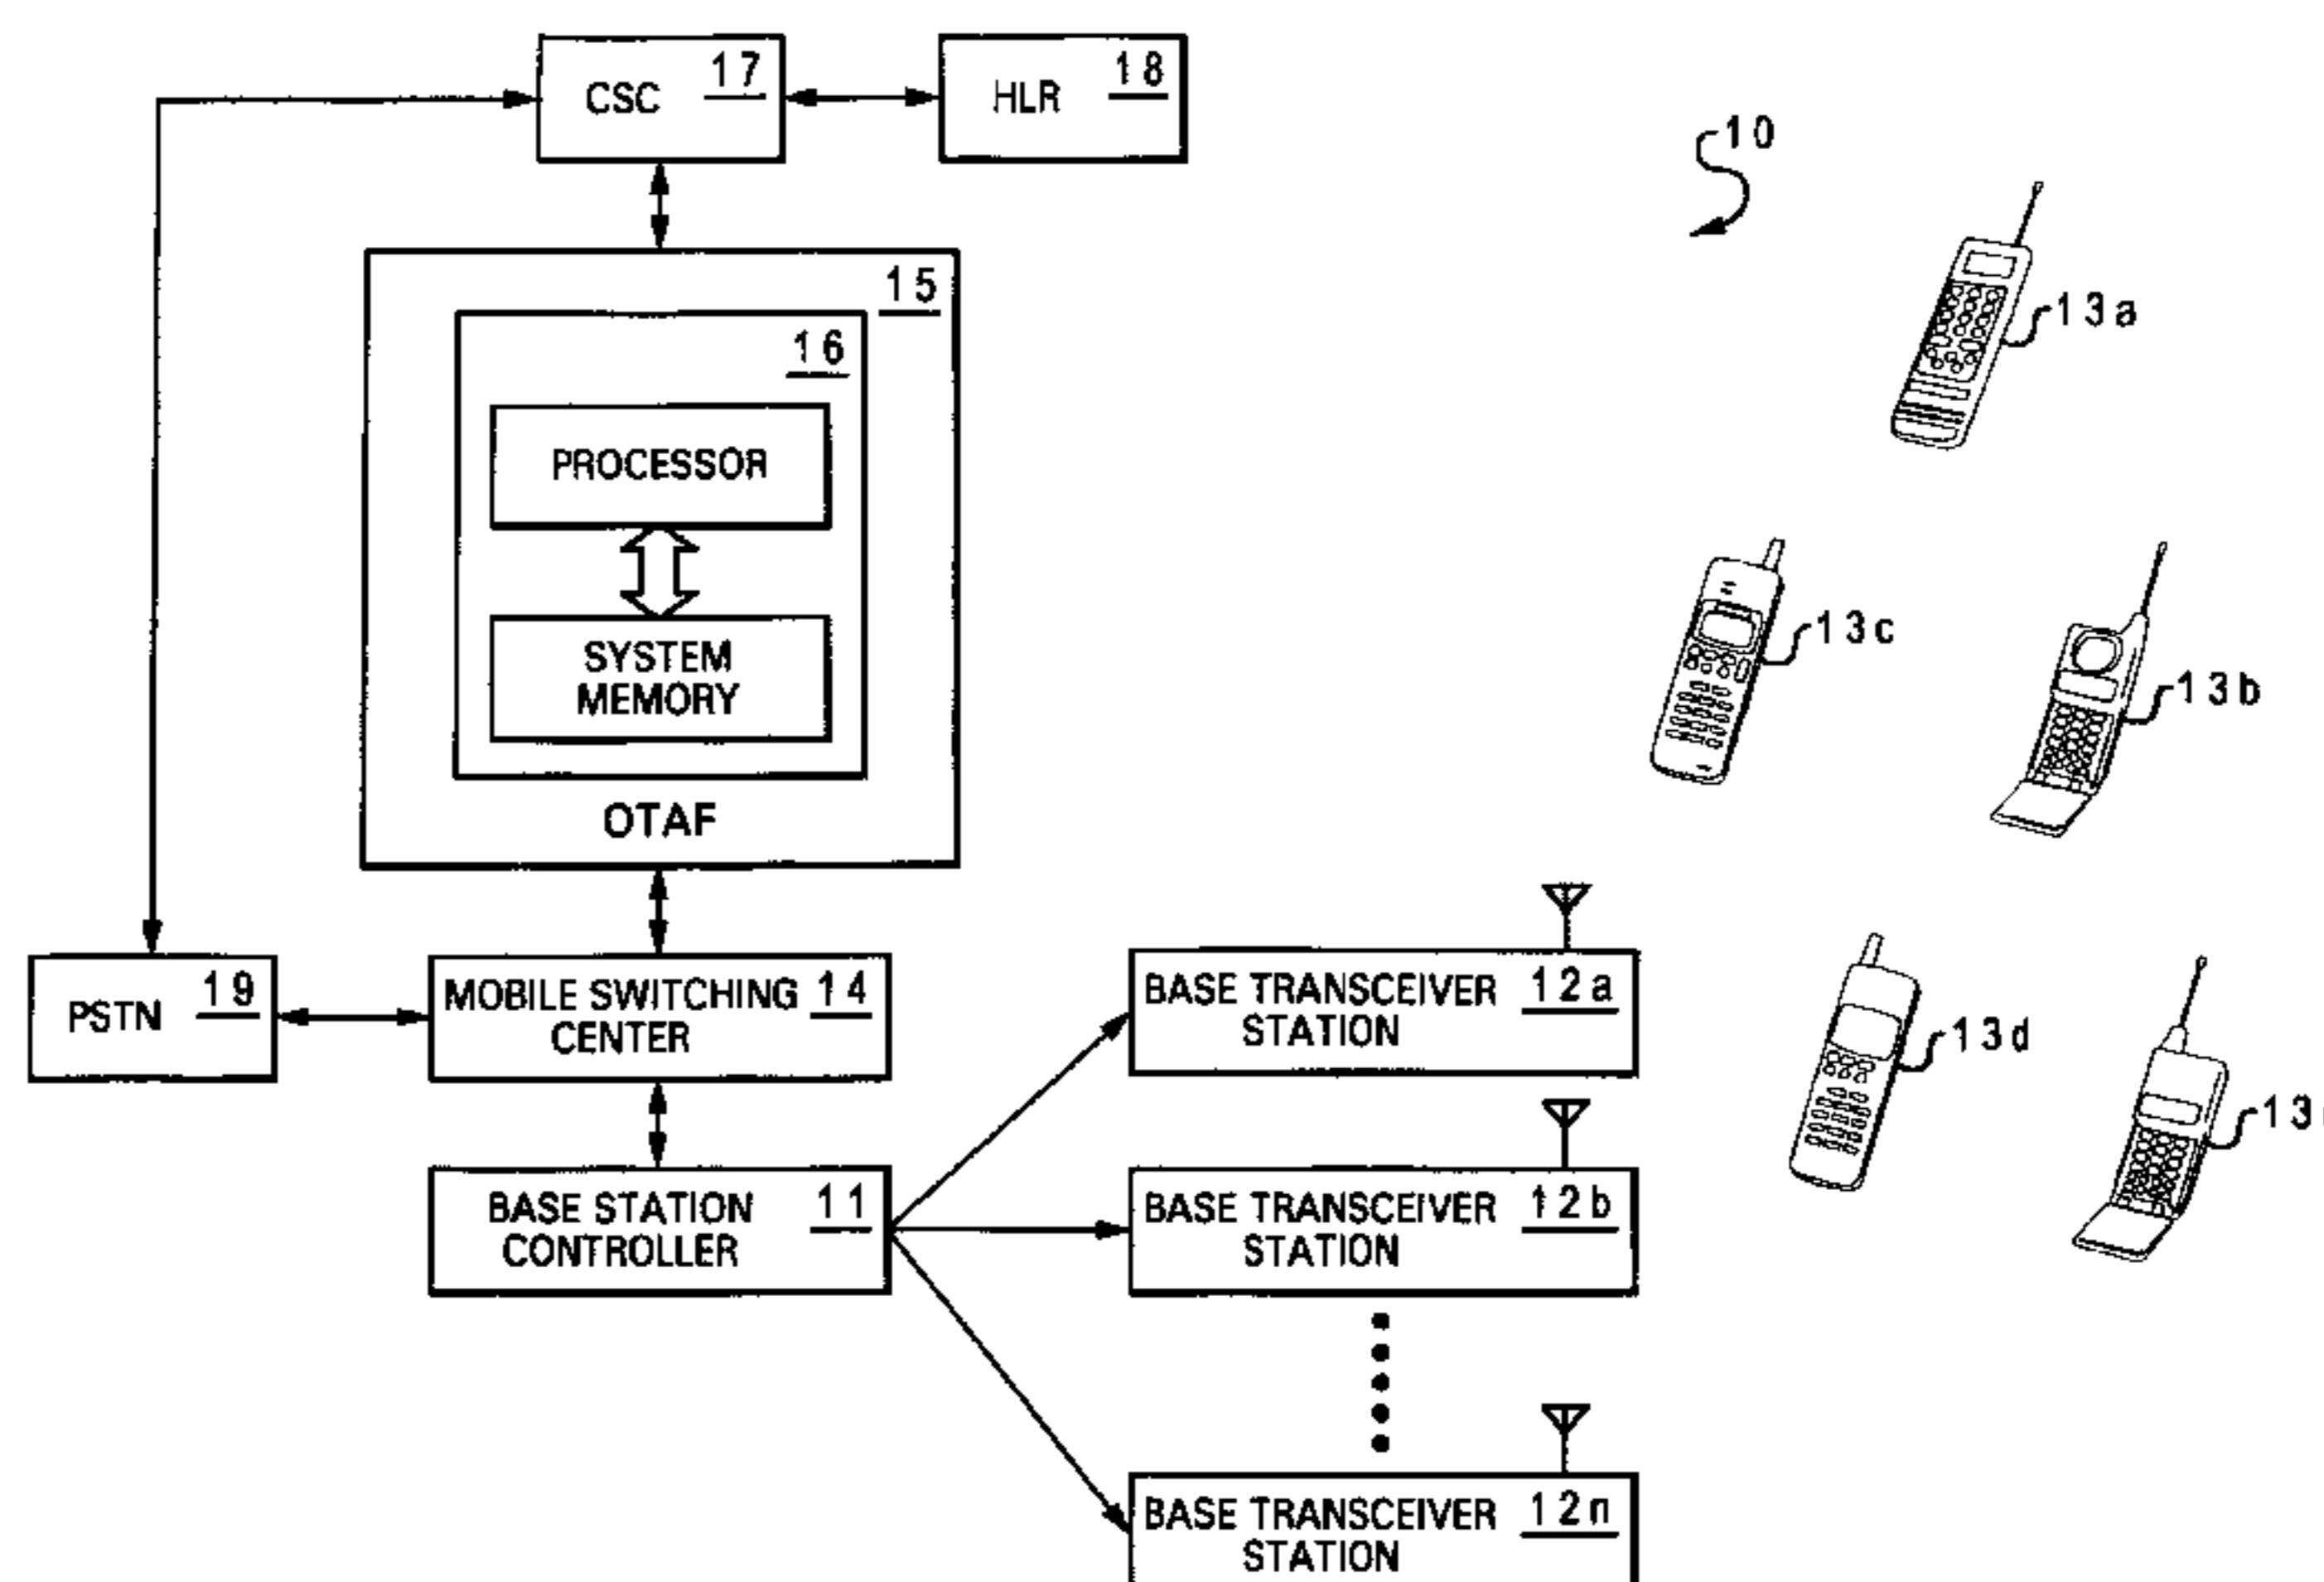 CSC 17
HLR 18
10
15
16
PROCESSOR
SYSTEM
MEMORY
OTAF
13a
13c
13b
13d
PSTN 19
MOBILE SWITCHING 14
CENTER
BASE STATION 11
CONTROLLER
BASE TRANSCEIVER 12a
STATION
BASE TRANSCEIVER 12b
STATION
BASE TRANSCEIVER 12n
STATION